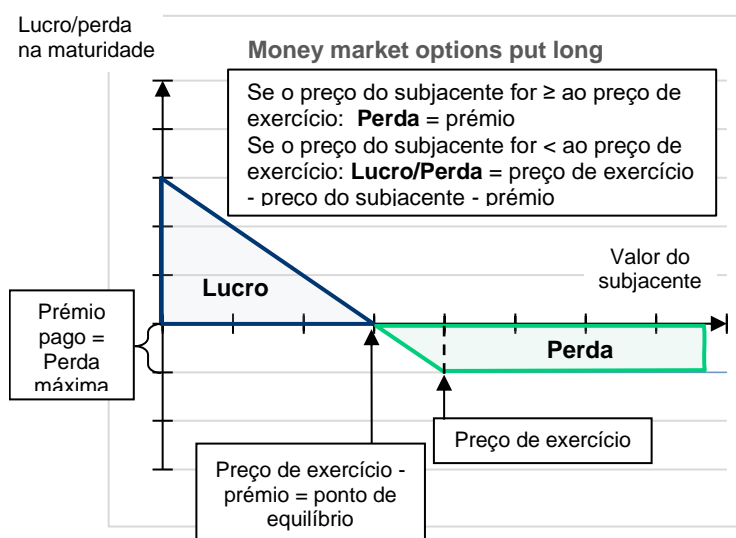 Lucro/perda
na maturidade
Money market options put long
Se o preço do subjacente for ≥ ao preço de
exercício:  Perda = prémio
Se o preço do subjacente for < ao preço de
exercício: Lucro/Perda = preço de exercício
- preço do subjacente - prémio
Valor do
subjacente
Lucro
Prémio
pago =
Perda
máxima
Perda
Preço de exercício
Preço de exercício -
prémio = ponto de
equilíbrio